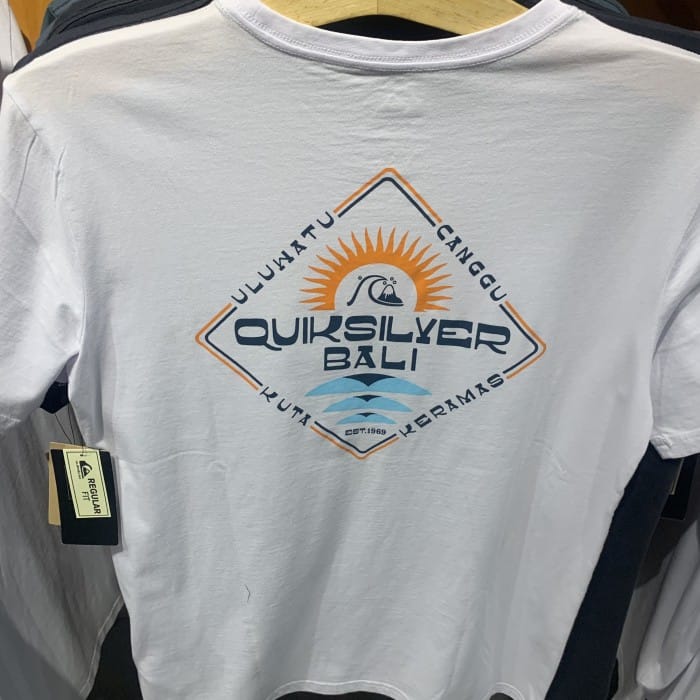 ULUWATU
CANGGU
QUIKSILVER
BALI
KUTA
KERAMAS
EST. 1969
REGULAR
FIT